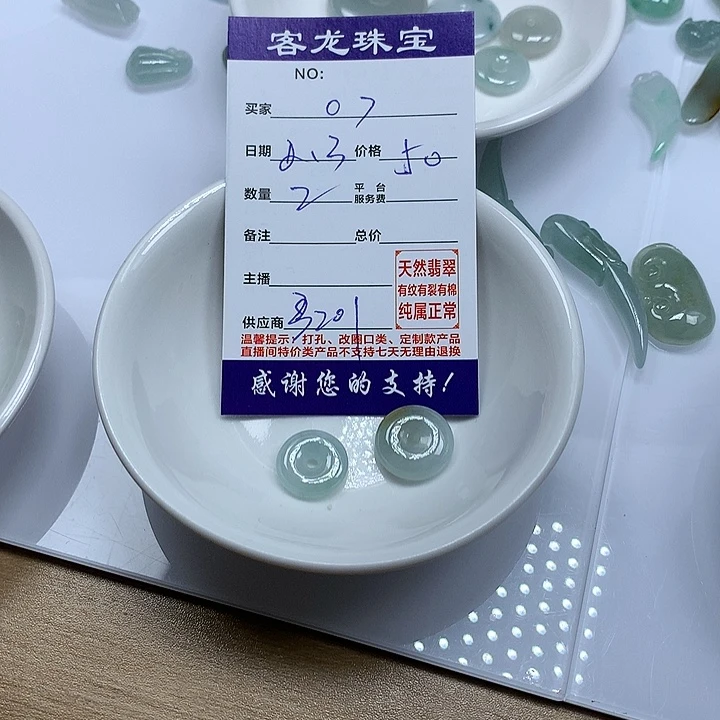 客龙珠宝
NO:
买家 07
日期 2.3 价格 50
数量 2 平台服务费
备注 总价
主播
天然翡翠
有纹有裂有棉
纯属正常
供应商 201
温馨提示：打孔、改圈口类、定制款产品
直播间特价类产品不支持七天无理由退换
感谢您的支持！